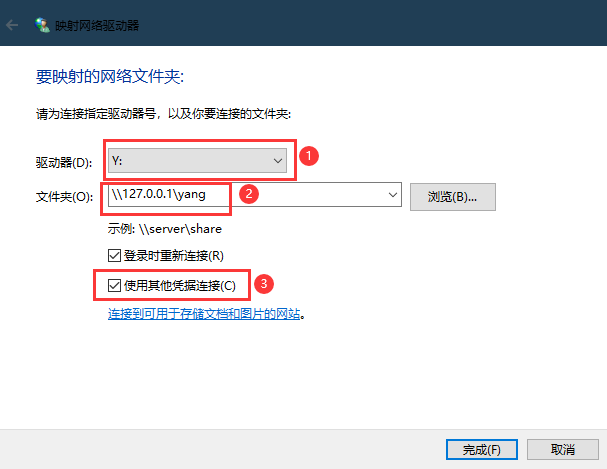 映射网络驱动器
要映射的网络文件夹:
请为连接指定驱动器号，以及你要连接的文件夹:
驱动器(D): Y: 1
文件夹(O): \\127.0.0.1\yang 2 浏览(B)...
示例: \\server\share
登录时重新连接(R)
使用其他凭据连接(C) 3
连接到可用于存储文档和图片的网站。
完成(F) 取消